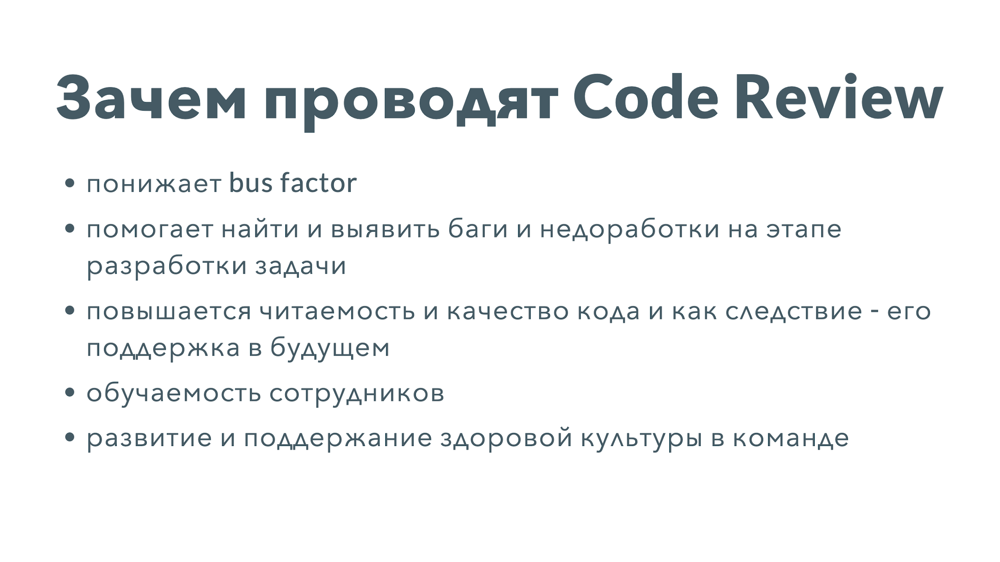 Зачем проводят Code Review
• понижает bus factor
• помогает найти и выявить баги и недоработки на этапе
разработки задачи
• повышается читаемость и качество кода и как следствие - его
поддержка в будущем
• обучаемость сотрудников
• развитие и поддержание здоровой культуры в команде